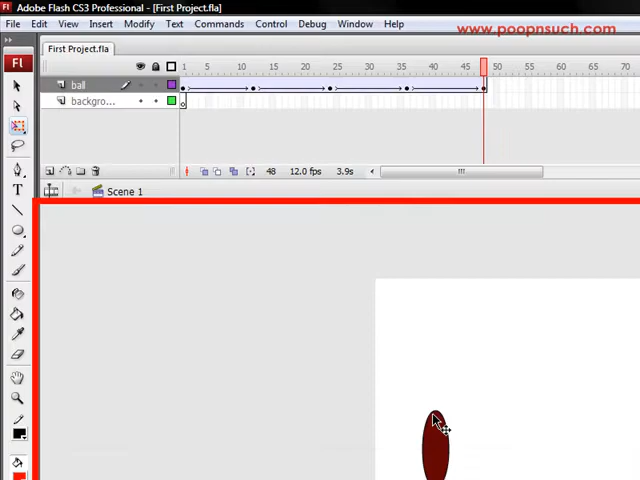 Adobe Flash CS3 Professional - [First Project.fla]
File Edit View Insert Modify Text Commands Control Debug Window Help
www.poopnsuch.com
First Project.fla
Fl
1 5 10 15 20 25 30 35 40 45 50 55 60 65 70
ball
backgro...
48 12.0 fps 3.9s
Scene 1
T